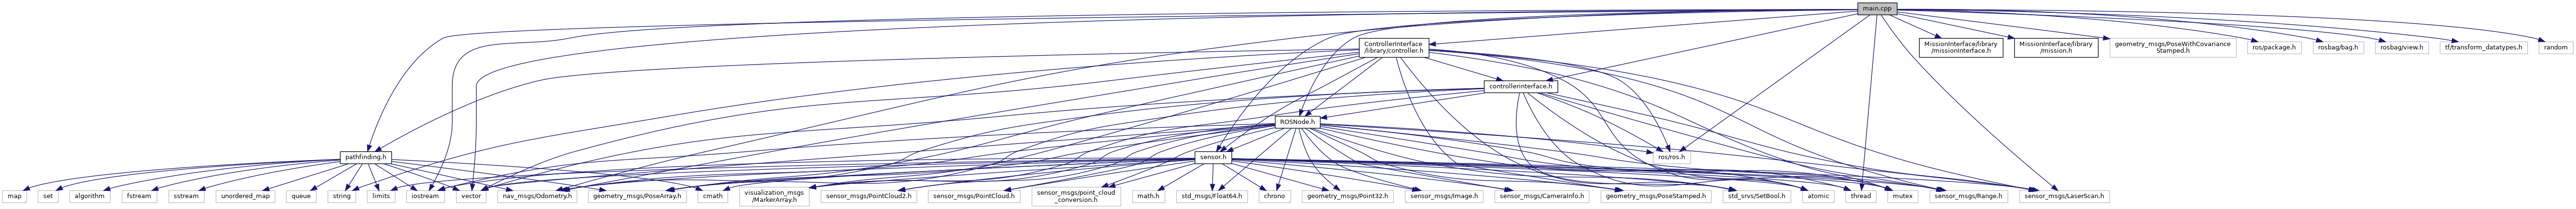 main.cpp
ControllerInterface
/library/controller.h
MissionInterface/library
/missionInterface.h
MissionInterface/library
/mission.h
geometry_msgs/PoseWithCovariance
Stamped.h
ros/package.h
rosbag/bag.h
rosbag/view.h
tf/transform_datatypes.h
random
controllerinterface.h
ROSNode.h
pathfinding.h
sensor.h
ros/ros.h
map
set
algorithm
fstream
sstream
unordered_map
queue
string
limits
iostream
vector
nav_msgs/Odometry.h
geometry_msgs/PoseArray.h
cmath
visualization_msgs
/MarkerArray.h
sensor_msgs/PointCloud2.h
sensor_msgs/PointCloud.h
sensor_msgs/point_cloud
_conversion.h
math.h
std_msgs/Float64.h
chrono
geometry_msgs/Point32.h
sensor_msgs/Image.h
sensor_msgs/CameraInfo.h
geometry_msgs/PoseStamped.h
std_srvs/SetBool.h
atomic
thread
mutex
sensor_msgs/Range.h
sensor_msgs/LaserScan.h